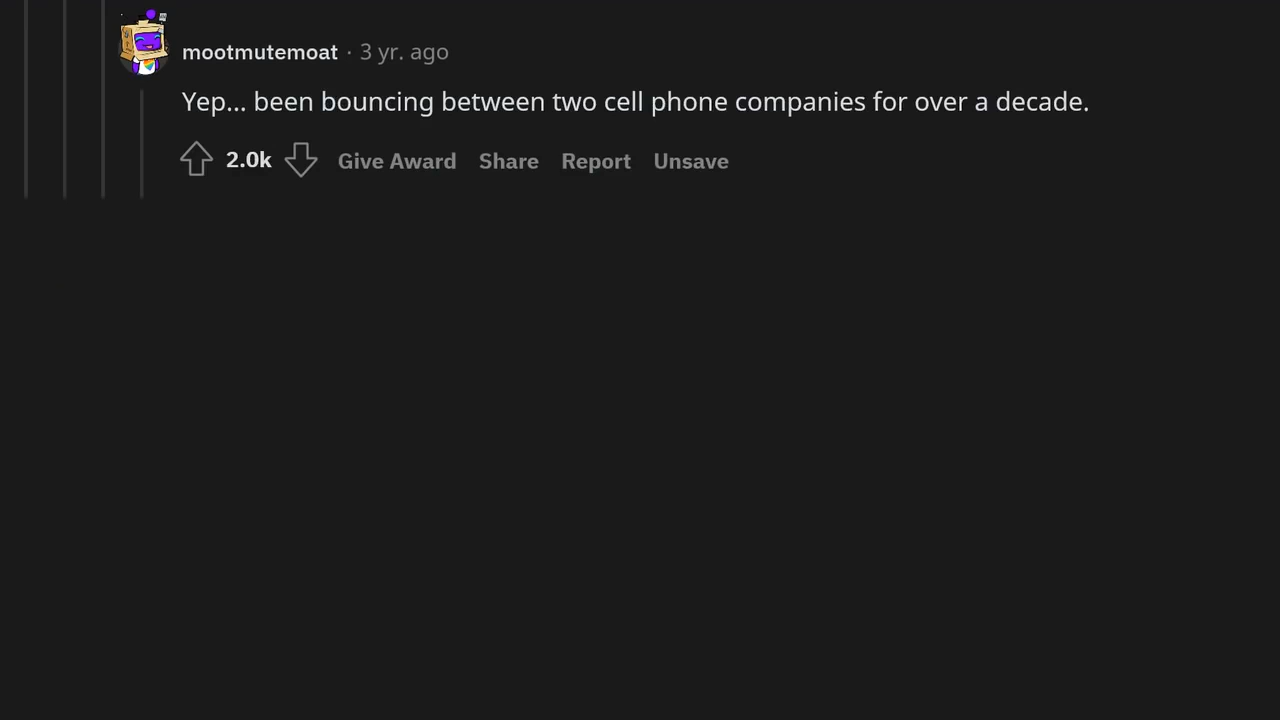 mootmutemoat · 3 yr. ago
Yep... been bouncing between two cell phone companies for over a decade.
2.0k Give Award Share Report Unsave